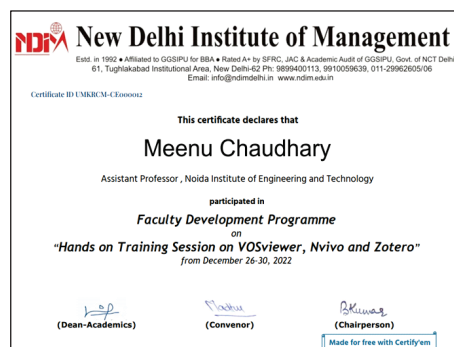 NDiM
New Delhi Institute of Management
Estd. in 1992 ● Affiliated to GGSIPU for BBA ● Rated A+ by SFRC, JAC & Academic Audit of GGSIPU, Govt. of NCT Delhi
61, Tughlakabad Institutional Area, New Delhi-62 Ph: 9899400113, 9910059639, 011-29962605/06
Email: info@ndimdelhi.in www.ndim.edu.in
Certificate ID UMKRCM-CE000012
This certificate declares that
Meenu Chaudhary
Assistant Professor , Noida Institute of Engineering and Technology
participated in
Faculty Development Programme
on
“Hands on Training Session on VOSviewer, Nvivo and Zotero”
from December 26-30, 2022
BKumar
(Dean-Academics) (Convenor) (Chairperson)
Made for free with Certify'em